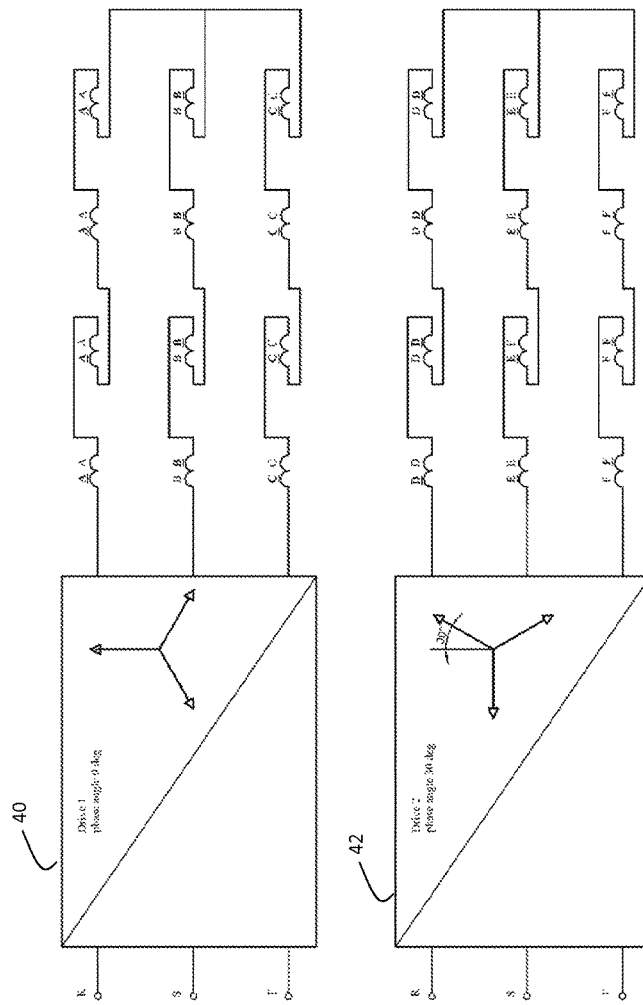 40
Drive 1
phase angle 0 deg
R
S
T
A A
A A
A A
A A
B B
B B
B B
B B
C C
C C
C C
C C
42
Drive 2
phase angle 30 deg
30°
R
S
T
D D
D D
D D
D D
E E
E E
E E
E E
F F
F F
F F
F F